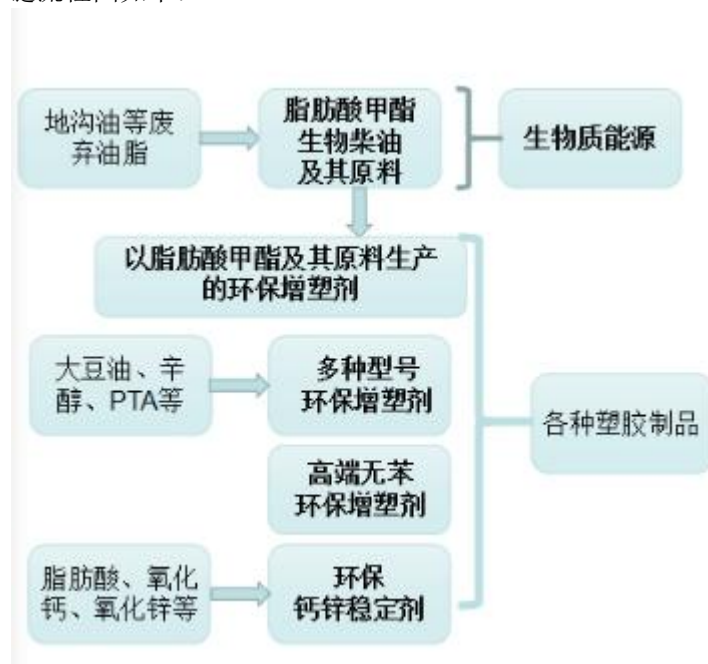 地沟油等废
弃油脂
脂肪酸甲酯
生物柴油
及其原料
生物质能源
以脂肪酸甲酯及其原料生产
的环保增塑剂
大豆油、辛
醇、PTA等
多种型号
环保增塑剂
各种塑胶制品
高端无苯
环保增塑剂
脂肪酸、氧化
钙、氧化锌等
环保
钙锌稳定剂